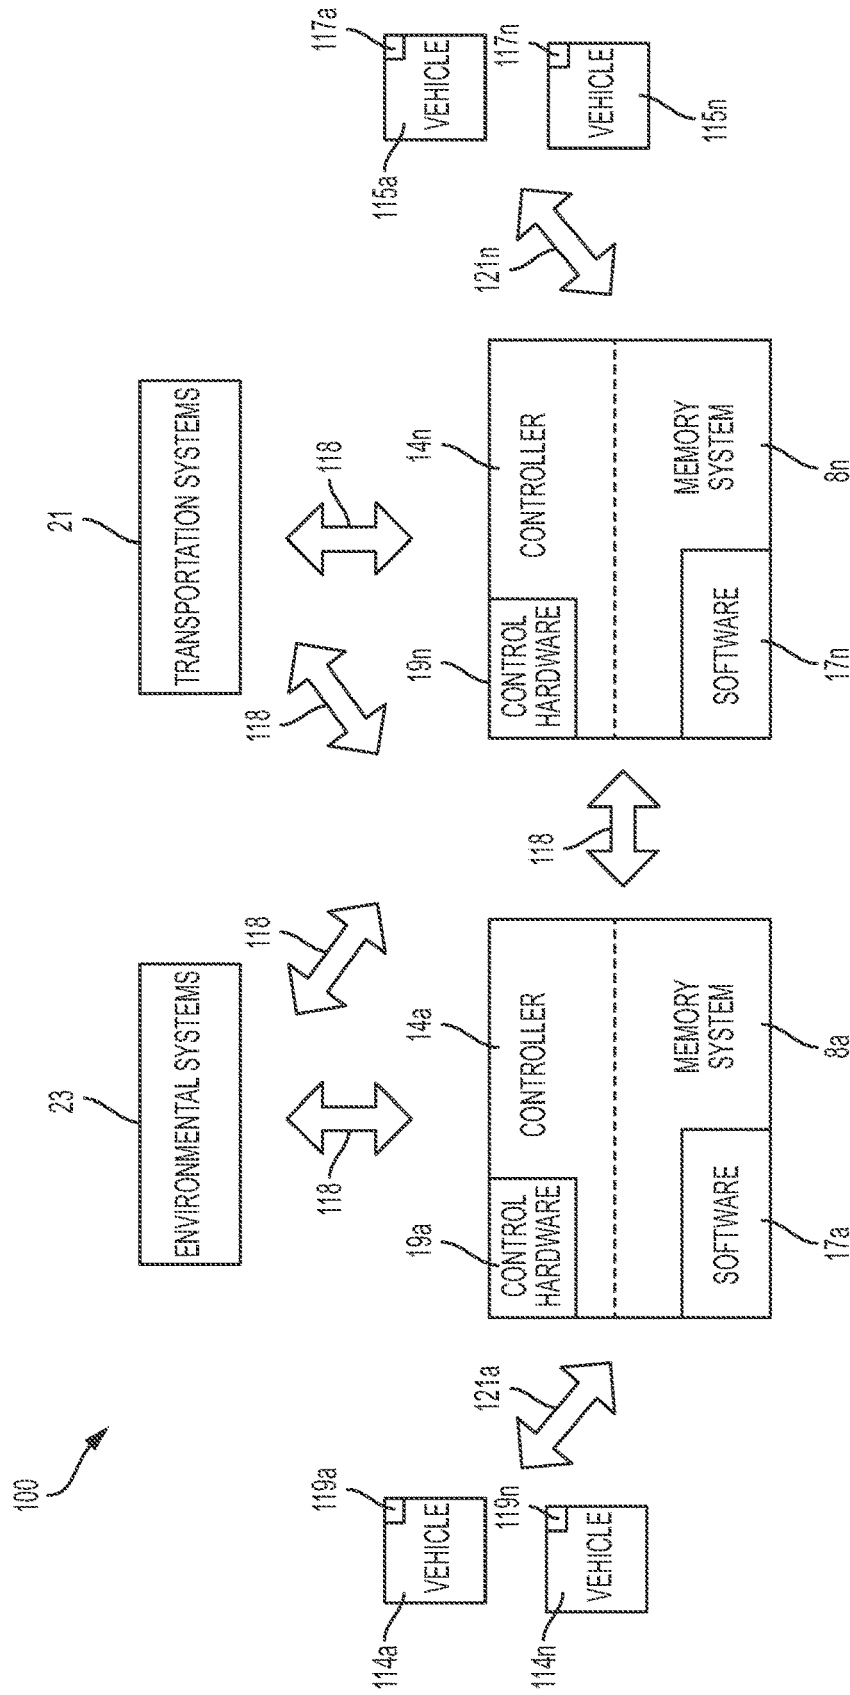 100
23
ENVIRONMENTAL SYSTEMS
21
TRANSPORTATION SYSTEMS
118
118
118
118
114a
VEHICLE
119a
114n
VEHICLE
119n
121a
19a
CONTROL
HARDWARE
14a
CONTROLLER
SOFTWARE
17a
MEMORY
SYSTEM
8a
118
19n
CONTROL
HARDWARE
14n
CONTROLLER
SOFTWARE
17n
MEMORY
SYSTEM
8n
121n
115a
VEHICLE
117a
VEHICLE
117n
115n